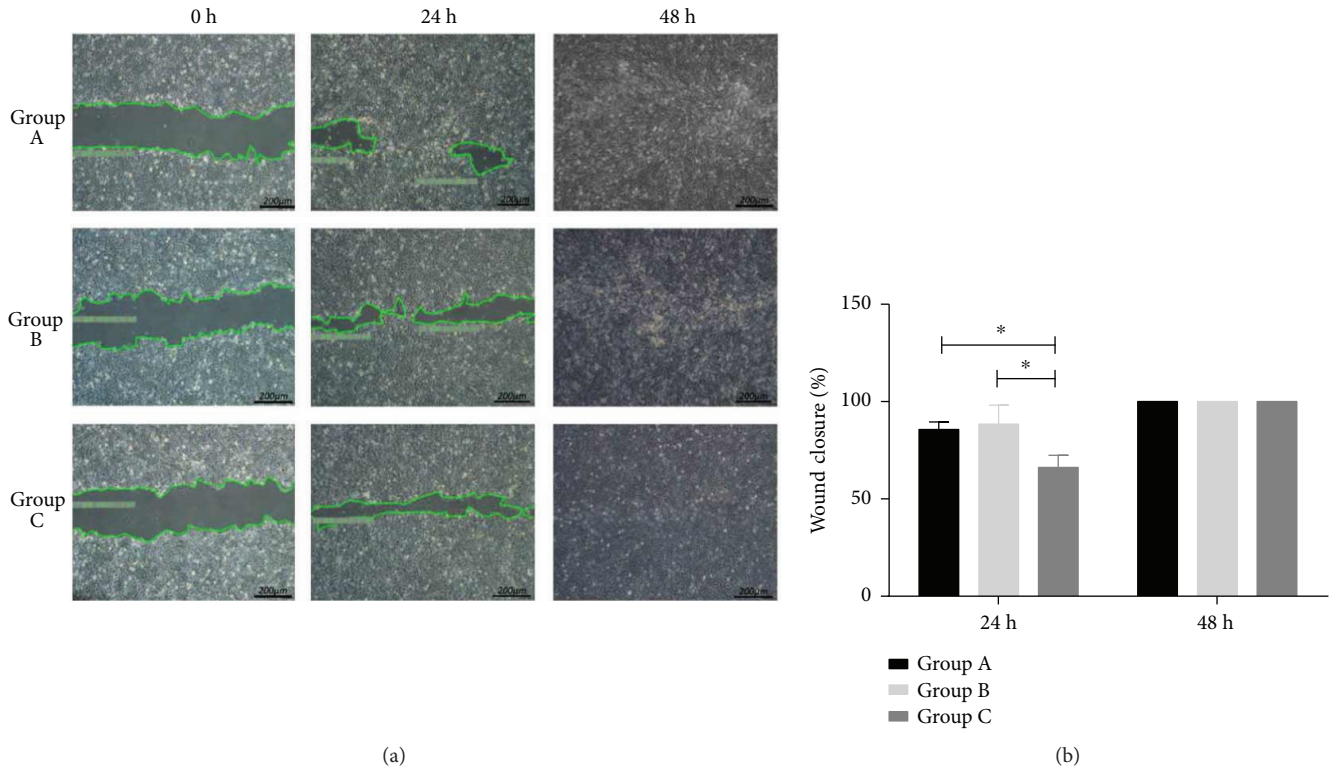 0 h 24 h 48 h
Group
A
200μm 200μm 200μm
Group
B
200μm 200μm 200μm
Group
C
200μm 200μm 200μm
(a)
150
100
50
0
Wound closure (%)
*
*
24 h 48 h
Group A
Group B
Group C
(b)